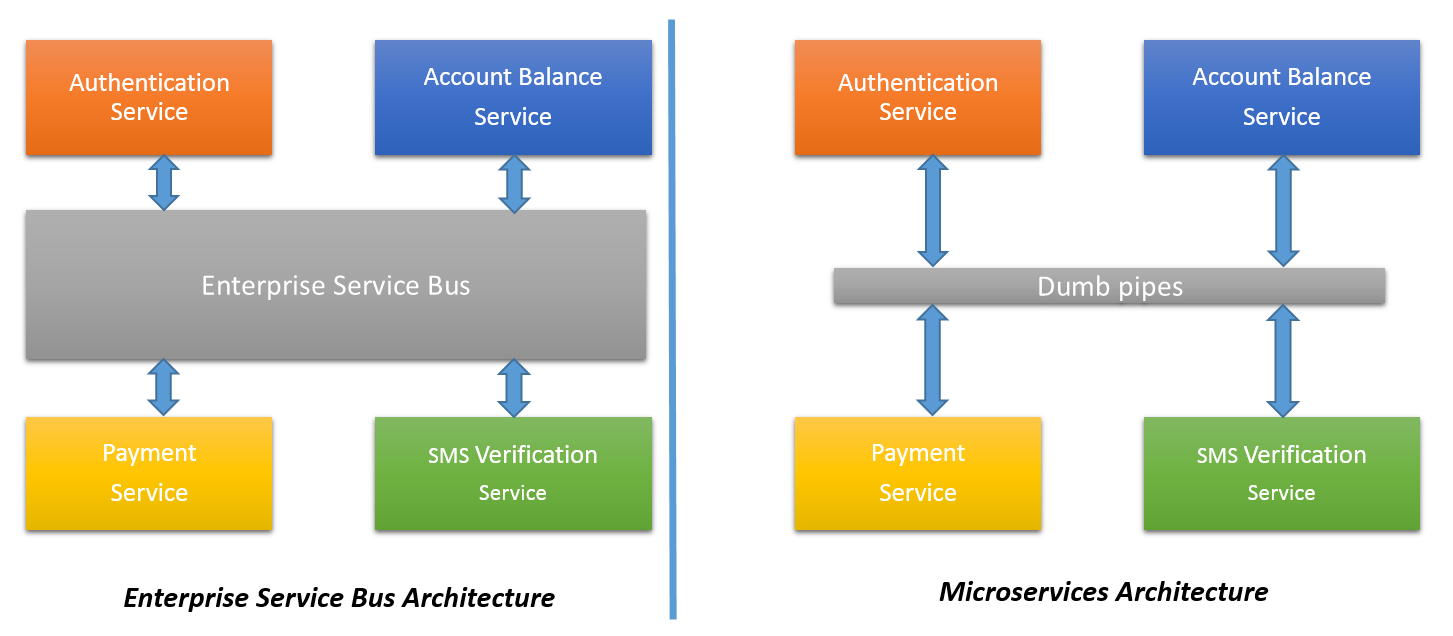 Authentication
Service
Account Balance
Service
Enterprise Service Bus
Payment
Service
SMS Verification
Service
Enterprise Service Bus Architecture
Authentication
Service
Account Balance
Service
Dumb pipes
Payment
Service
SMS Verification
Service
Microservices Architecture